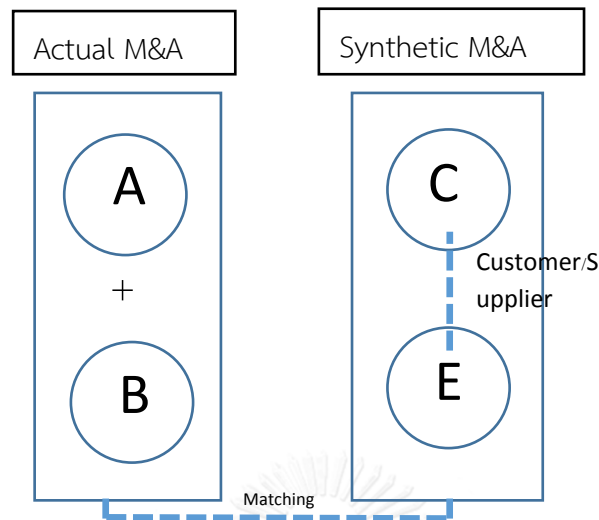 Actual M&A
Synthetic M&A
A
+
B
C
Customer/S
upplier
E
Matching